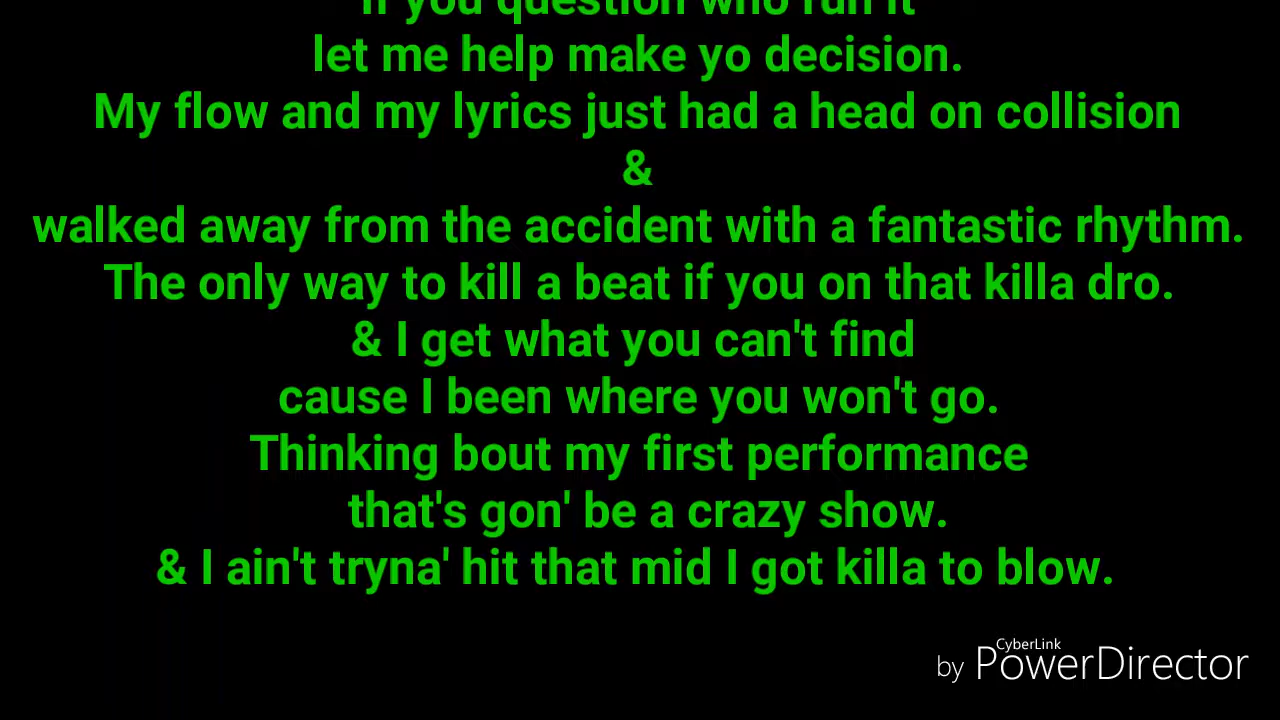 If you question who run it
let me help make yo decision.
My flow and my lyrics just had a head on collision
&
walked away from the accident with a fantastic rhythm.
The only way to kill a beat if you on that killa dro.
& I get what you can't find
cause I been where you won't go.
Thinking bout my first performance
that's gon' be a crazy show.
& I ain't tryna' hit that mid I got killa to blow.
CyberLink
by PowerDirector